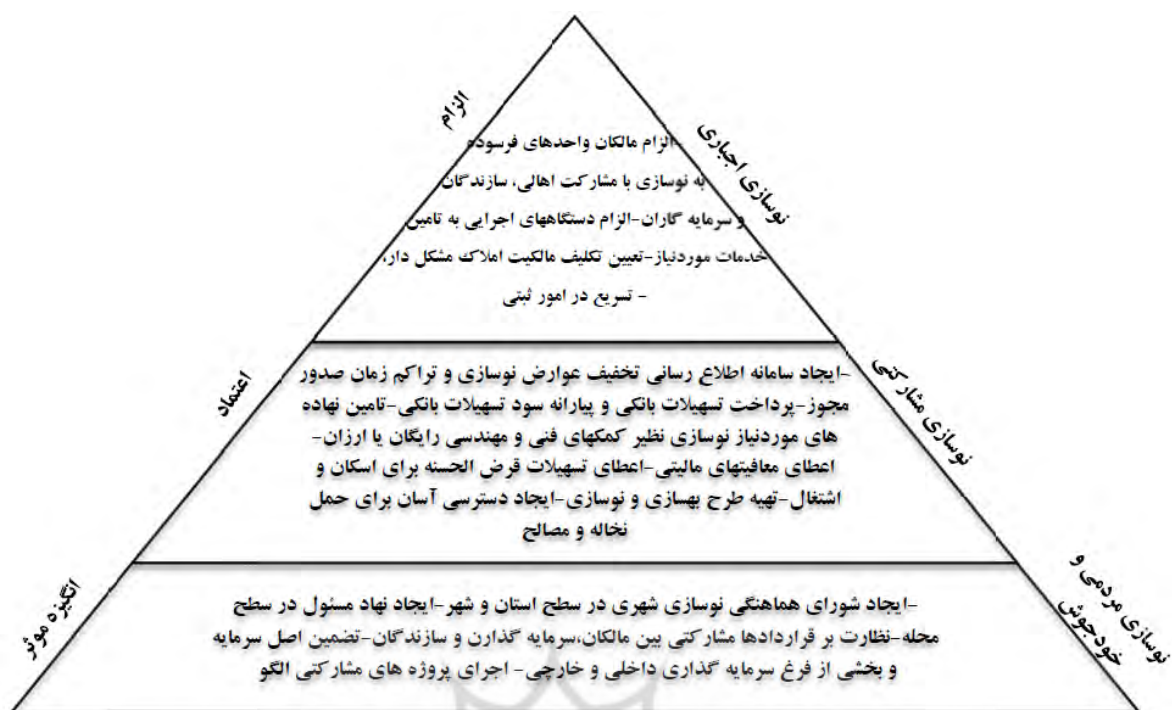 الزام
نوسازی اجباری
-الزام مالکان واحدهای فرسوده
به نوسازی با مشارکت اهالی، سازندگان
و سرمایه گاران-الزام دستگاههای اجرایی به تامین
خدمات موردنیاز-تعیین تکلیف مالکیت املاک مشکل دار،
- تسریع در امور ثبتی
اعتماد
نوسازی مشارکتی
-ایجاد سامانه اطلاع رسانی تخفیف عوارض نوسازی و تراکم زمان صدور
مجوز-پرداخت تسهیلات بانکی و پیارانه سود تسهیلات بانکی-تامین نهاده
های موردنیاز نوسازی نظیر کمکهای فنی و مهندسی رایگان یا ارزان-
اعطای معافیتهای مالیتی-اعطای تسهیلات قرض الحسنه برای اسکان و
اشتغال-تهیه طرح بهسازی و نوسازی-ایجاد دسترسی آسان برای حمل
نخاله و مصالح
انگیزه موثر
نوسازی مردمی و
خودجوش
-ایجاد شورای هماهنگی نوسازی شهری در سطح استان و شهر-ایجاد نهاد مسئول در سطح
محله-نظارت بر قراردادها مشارکتی بین مالکان،سرمایه گذارن و سازندگان-تضمین اصل سرمایه
و بخشی از فرغ سرمایه گذاری داخلی و خارچی- اجرای پروژه های مشارکتی الگو